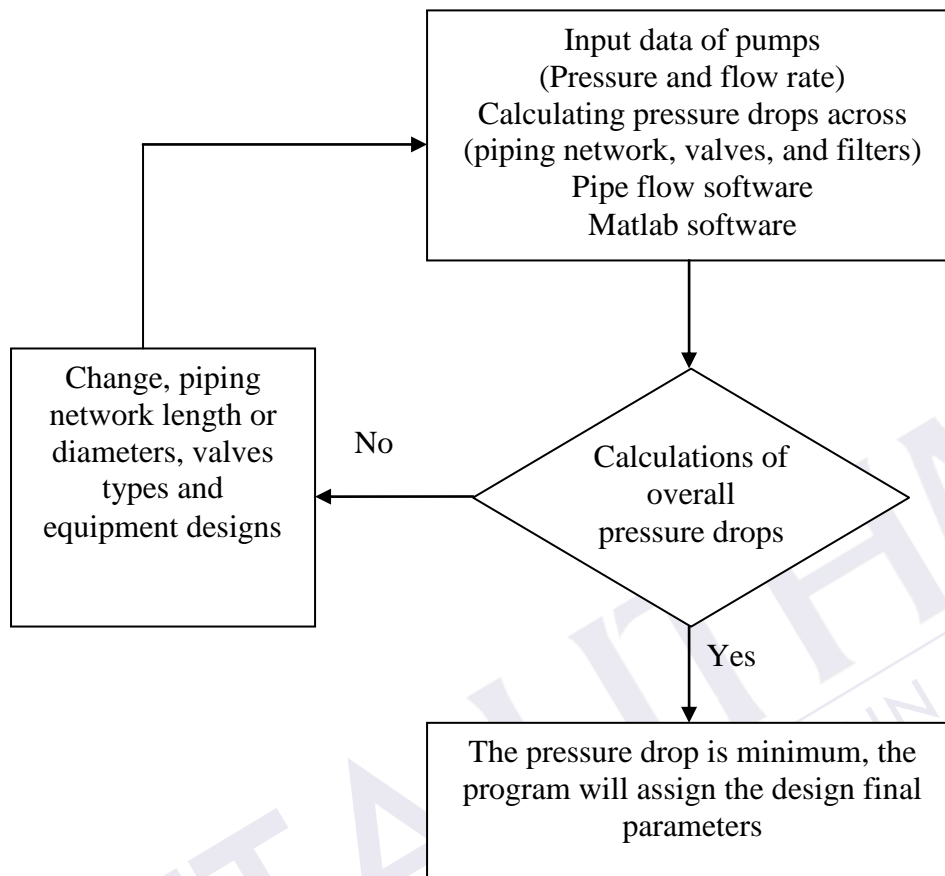 Input data of pumps
(Pressure and flow rate)
Calculating pressure drops across
(piping network, valves, and filters)
Pipe flow software
Matlab software
Change, piping
network length or
diameters, valves
types and
equipment designs
No
Calculations of
overall
pressure drops
Yes
The pressure drop is minimum, the
program will assign the design final
parameters